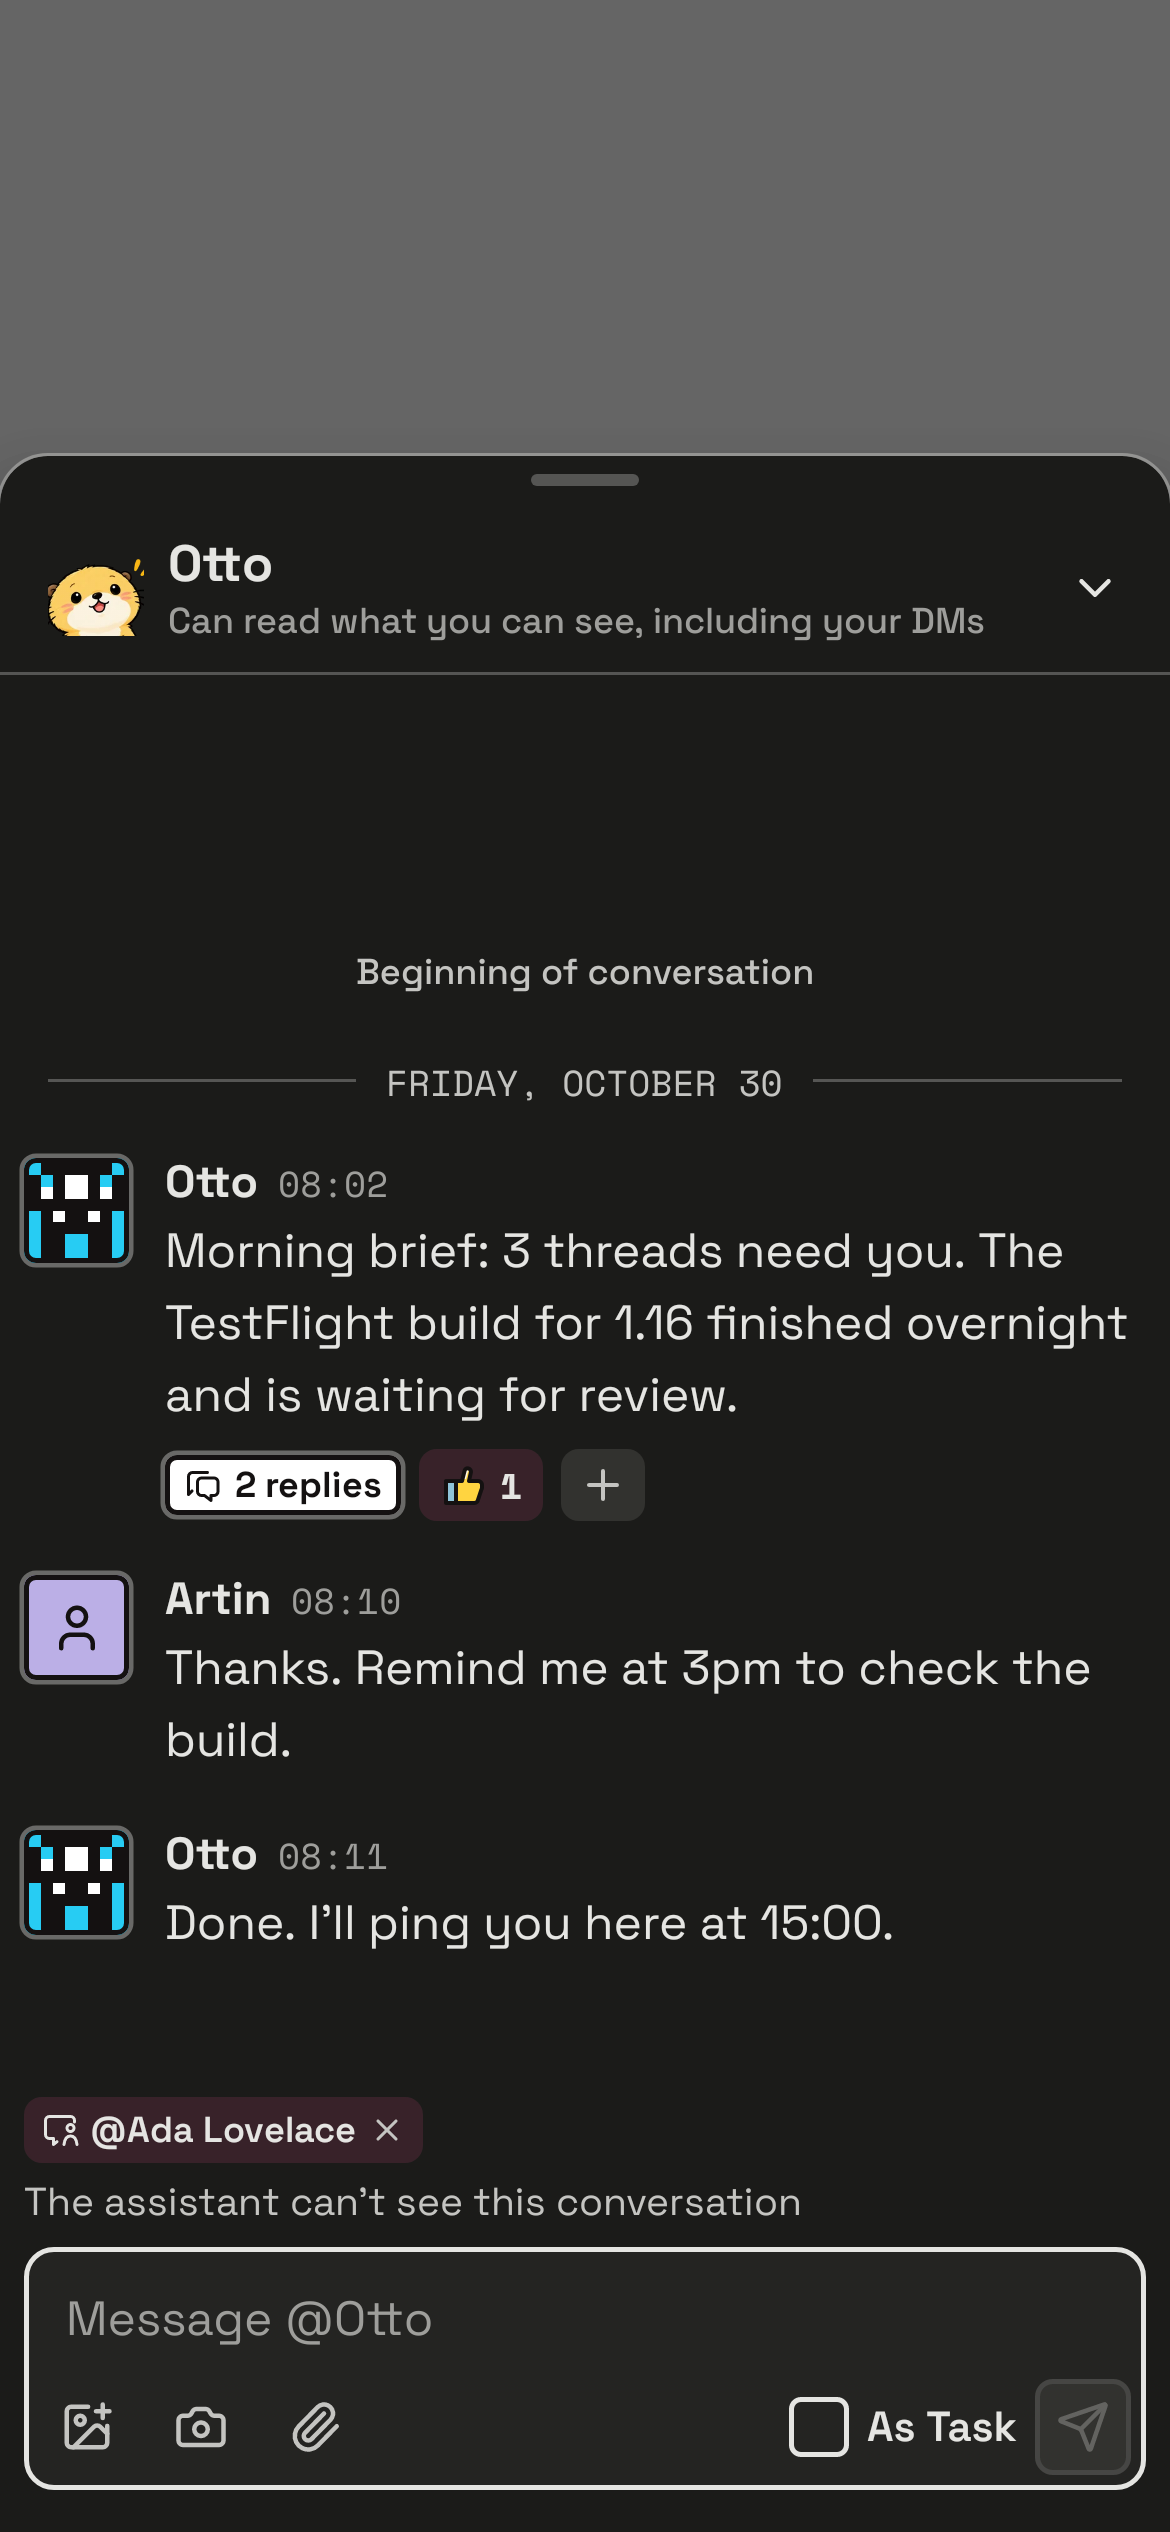 Otto
Can read what you can see, including your DMs
Beginning of conversation
FRIDAY, OCTOBER 30
Otto 08:02
Morning brief: 3 threads need you. The
TestFlight build for 1.16 finished overnight
and is waiting for review.
2 replies
1
Artin 08:10
Thanks. Remind me at 3pm to check the
build.
Otto 08:11
Done. I’ll ping you here at 15:00.
@Ada Lovelace
The assistant can’t see this conversation
Message @Otto
As Task